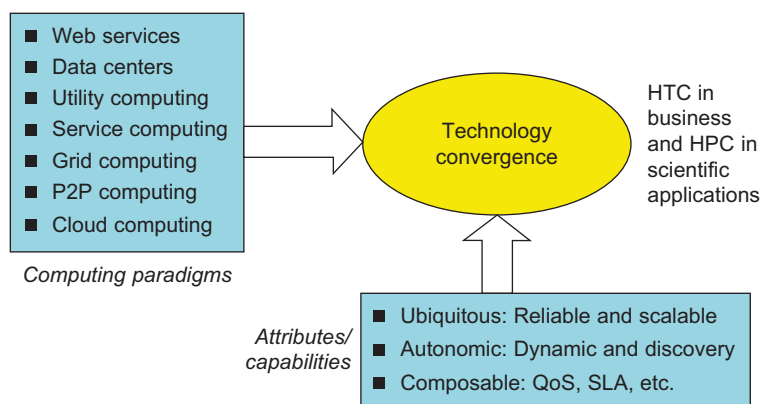 Web services
Data centers
Utility computing
Service computing
Grid computing
P2P computing
Cloud computing
Computing paradigms
Technology
convergence
HTC in
business
and HPC in
scientific
applications
Attributes/
capabilities
Ubiquitous: Reliable and scalable
Autonomic: Dynamic and discovery
Composable: QoS, SLA, etc.